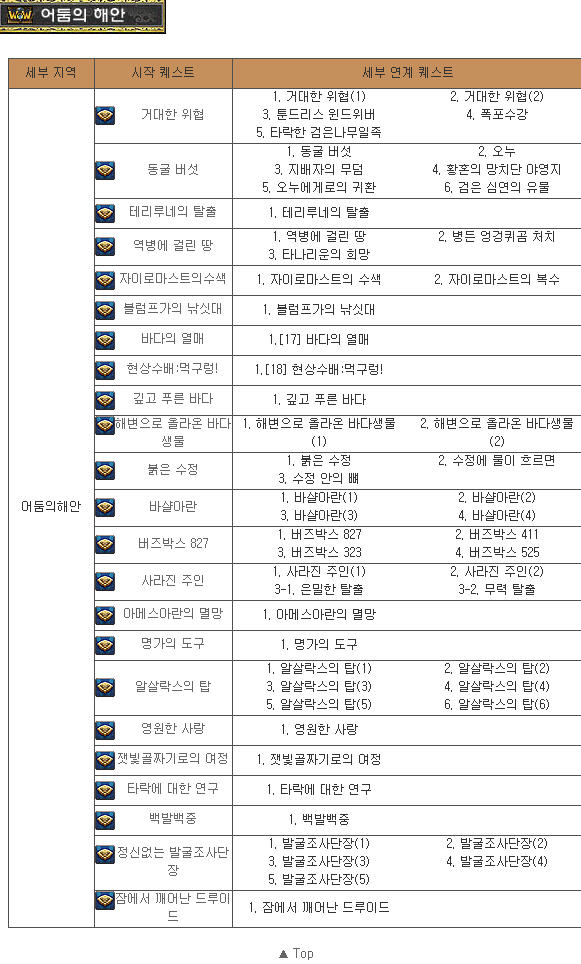 WoW 어둠의 해안
세부 지역 시작 퀘스트 세부 연계 퀘스트
어둠의해안
거대한 위협
1. 거대한 위협(1) 2. 거대한 위협(2)
3. 툰드리스 윈드위버 4. 폭포수강
5. 타락한 검은나무일족
동굴 버섯
1. 동굴 버섯 2. 오누
3. 지배자의 무덤 4. 황혼의 망치단 야영지
5. 오누에게로의 귀환 6. 검은 심연의 유물
테리루네의 탈출
1. 테리루네의 탈출
역병에 걸린 땅
1. 역병에 걸린 땅 2. 병든 엉겅퀴곰 처치
3. 타나리운의 희망
자이로마스트의수색
1. 자이로마스트의 수색 2. 자이로마스트의 복수
블럼프가의 낚싯대
1. 블럼프가의 낚싯대
바다의 열매
1.[17] 바다의 열매
현상수배:먹구렁!
1.[18] 현상수배:먹구렁!
깊고 푸른 바다
1. 깊고 푸른 바다
해변으로 올라온 바다
생물
1. 해변으로 올라온 바다생물 2. 해변으로 올라온 바다생물
(1) (2)
붉은 수정
1. 붉은 수정 2. 수정에 물이 흐르면
3. 수정 안의 뼈
바샬아란
1. 바샬아란(1) 2. 바샬아란(2)
3. 바샬아란(3) 4. 바샬아란(4)
버즈박스 827
1. 버즈박스 827 2. 버즈박스 411
3. 버즈박스 323 4. 버즈박스 525
사라진 주인
1. 사라진 주인(1) 2. 사라진 주인(2)
3-1. 은밀한 탈출 3-2. 무력 탈출
아메스아란의 멸망
1. 아메스아란의 멸망
명가의 도구
1. 명가의 도구
알살락스의 탑
1. 알살락스의 탑(1) 2. 알살락스의 탑(2)
3. 알살락스의 탑(3) 4. 알살락스의 탑(4)
5. 알살락스의 탑(5) 6. 알살락스의 탑(6)
영원한 사랑
1. 영원한 사랑
잿빛골짜기로의 여정
1. 잿빛골짜기로의 여정
타락에 대한 연구
1. 타락에 대한 연구
백발백중
1. 백발백중
정신없는 발굴조사단
장
1. 발굴조사단장(1) 2. 발굴조사단장(2)
3. 발굴조사단장(3) 4. 발굴조사단장(4)
5. 발굴조사단장(5)
잠에서 깨어난 드루이
드
1. 잠에서 깨어난 드루이드
▲ Top